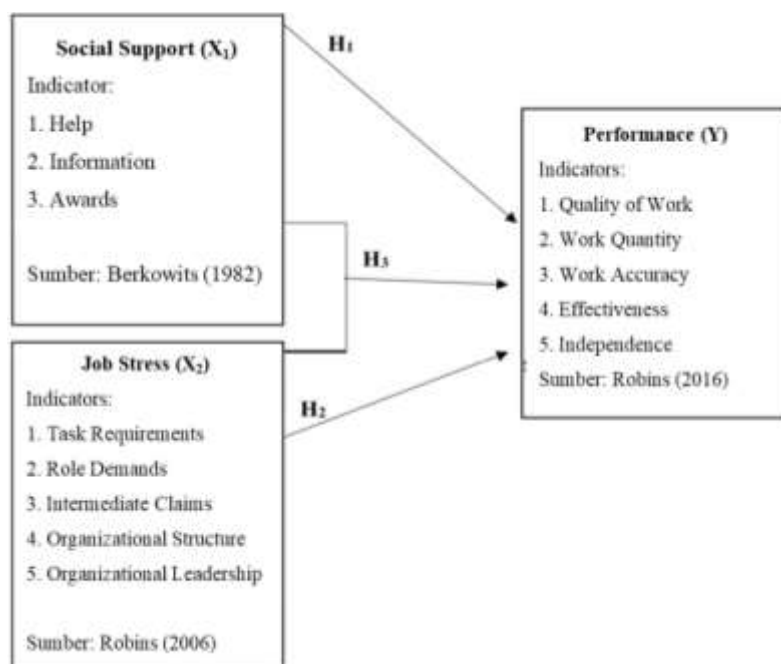 Social Support (X₁)
Indicator:
1. Help
2. Information
3. Awards
Sumber: Berkowits (1982)
H₁
H₃
Job Stress (X₂)
Indicators:
1. Task Requirements
2. Role Demands
3. Intermediate Claims
4. Organizational Structure
5. Organizational Leadership
Sumber: Robins (2006)
H₂
Performance (Y)
Indicators:
1. Quality of Work
2. Work Quantity
3. Work Accuracy
4. Effectiveness
5. Independence
Sumber: Robins (2016)